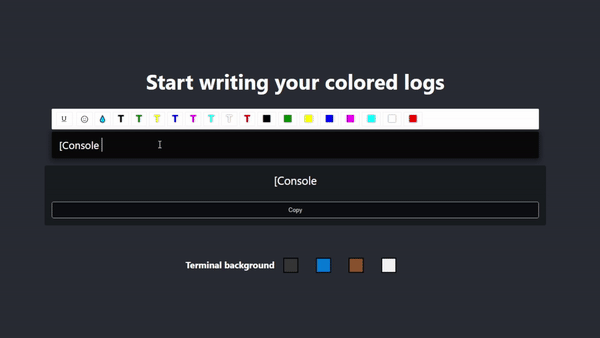 Start writing your colored logs
U T T T T T T T T
[Console
[Console
Copy
Terminal background